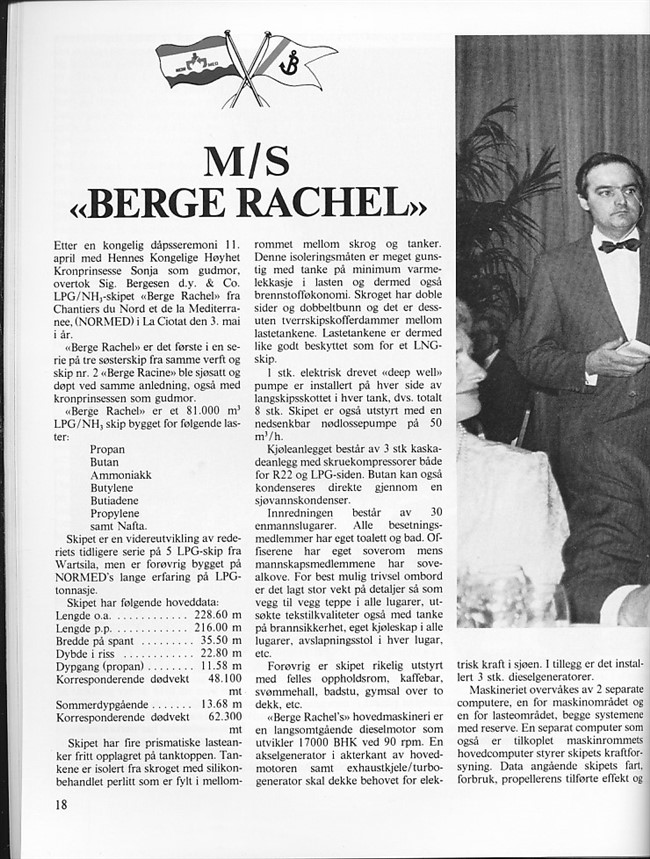 M/S
«BERGE RACHEL»
Etter en kongelig dåpsseremoni 11.
april med Hennes Kongelige Høyhet
Kronprinsesse Sonja som gudmor,
overtok Sig. Bergesen d.y. & Co.
LPG/NH₃-skipet «Berge Rachel» fra
Chantiers du Nord et de la Mediterra-
nee, (NORMED) i La Ciotat den 3. mai
i år.
«Berge Rachel» er det første i en se-
rie på tre søsterskip fra samme verft og
skip nr. 2 «Berge Racine» ble sjøsatt og
døpt ved samme anledning, også med
kronprinsessen som gudmor.
«Berge Rachel» er et 81.000 m³
LPG/NH₃ skip bygget for følgende las-
ter:
Propan
Butan
Ammoniakk
Butylene
Butiadene
Propylene
samt Nafta.
Skipet er en videreutvikling av rede-
riets tidligere serie på 5 LPG-skip fra
Wartsila, men er forøvrig bygget på
NORMED's lange erfaring på LPG-
tonnasje.
Skipet har følgende hoveddata:
Lengde o.a. . . . . . . . . . . . . 228.60 m
Lengde p.p. . . . . . . . . . . . . 216.00 m
Bredde på spant . . . . . . . . . 35.50 m
Dybde i riss . . . . . . . . . . . . 22.80 m
Dypgang (propan) . . . . . . . . 11.58 m
Korresponderende dødvekt 48.100
mt
Sommerdypgående . . . . . . . 13.68 m
Korresponderende dødvekt 62.300
mt
Skipet har fire prismatiske lastean-
ker fritt opplagret på tanktoppen. Tan-
kene er isolert fra skroget med silikon-
behandlet perlitt som er fylt i mellom-
18
rommet mellom skrog og tanker.
Denne isoleringsmåten er meget guns-
tig med tanke på minimum varme-
lekkasje i lasten og dermed også
brennstofføkonomi. Skroget har doble
sider og dobbeltbunn og det er dess-
uten tverrskipskofferdammer mellom
lastetankene. Lastetankene er dermed
like godt beskyttet som for et LNG-
skip.
1 stk. elektrisk drevet «deep well»
pumpe er installert på hver side av
langskipsskottet i hver tank, dvs. totalt
8 stk. Skipet er også utstyrt med en
nedsenkbar nødlossepumpe på 50
m³/h.
Kjøleanlegget består av 3 stk kaska-
deanlegg med skruekompressorer både
for R22 og LPG-siden. Butan kan også
kondenseres direkte gjennom en
sjøvannskondenser.
Innredningen består av 30
enmannslugarer. Alle besetnings-
medlemmer har eget toalett og bad. Of-
fiserene har eget soverom mens
mannskapsmedlemmene har sove-
alkove. For best mulig trivsel ombord
er det lagt stor vekt på detaljer så som
vegg til vegg teppe i alle lugarer, ut-
søkte tekstilkvaliteter også med tanke
på brannsikkerhet, eget kjøleskap i alle
lugarer, avslapningsstol i hver lugar,
etc.
Forøvrig er skipet rikelig utstyrt
med felles oppholdsrom, kaffebar,
svømmehall, badstu, gymsal over to
dekk, etc.
«Berge Rachel's» hovedmaskineri er
en langsomtgående dieselmotor som
utvikler 17000 BHK ved 90 rpm. En
akselgenerator i akterkant av hoved-
motoren samt exhaustkjele/turbo-
generator skal dekke behovet for elek-
trisk kraft i sjøen. I tillegg er det instal-
lert 3 stk. dieselgeneratorer.
Maskineriet overvåkes av 2 separate
computere, en for maskinområdet og
en for lasteområdet, begge systemene
med reserve. En separat computer som
også er tilkoplet maskinrommets
hovedcomputer styrer skipets kraftfor-
syning. Data angående skipets fart,
forbruk, propellerens tilførte effekt og